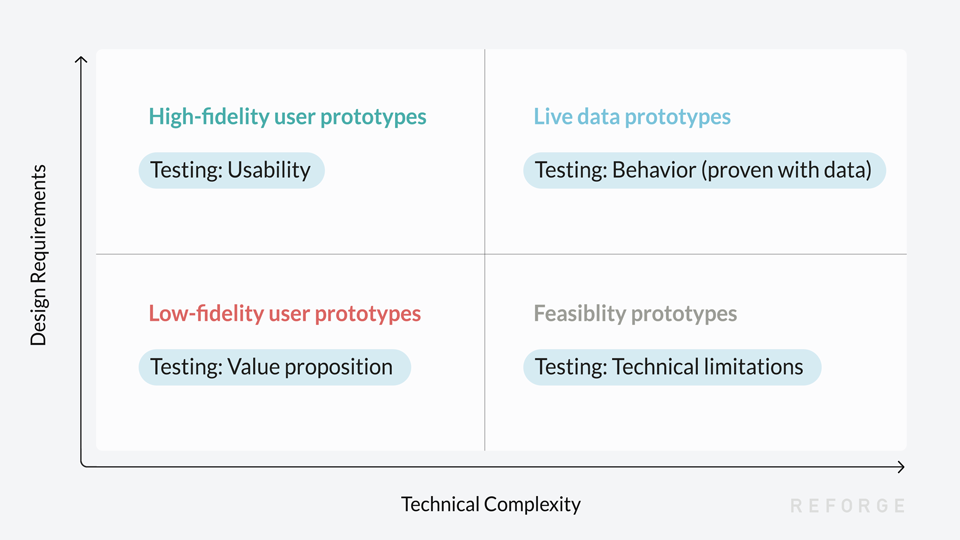 High-fidelity user prototypes
Testing: Usability
Live data prototypes
Testing: Behavior (proven with data)
Design Requirements
Low-fidelity user prototypes
Testing: Value proposition
Feasiblity prototypes
Testing: Technical limitations
Technical Complexity
REFORGE